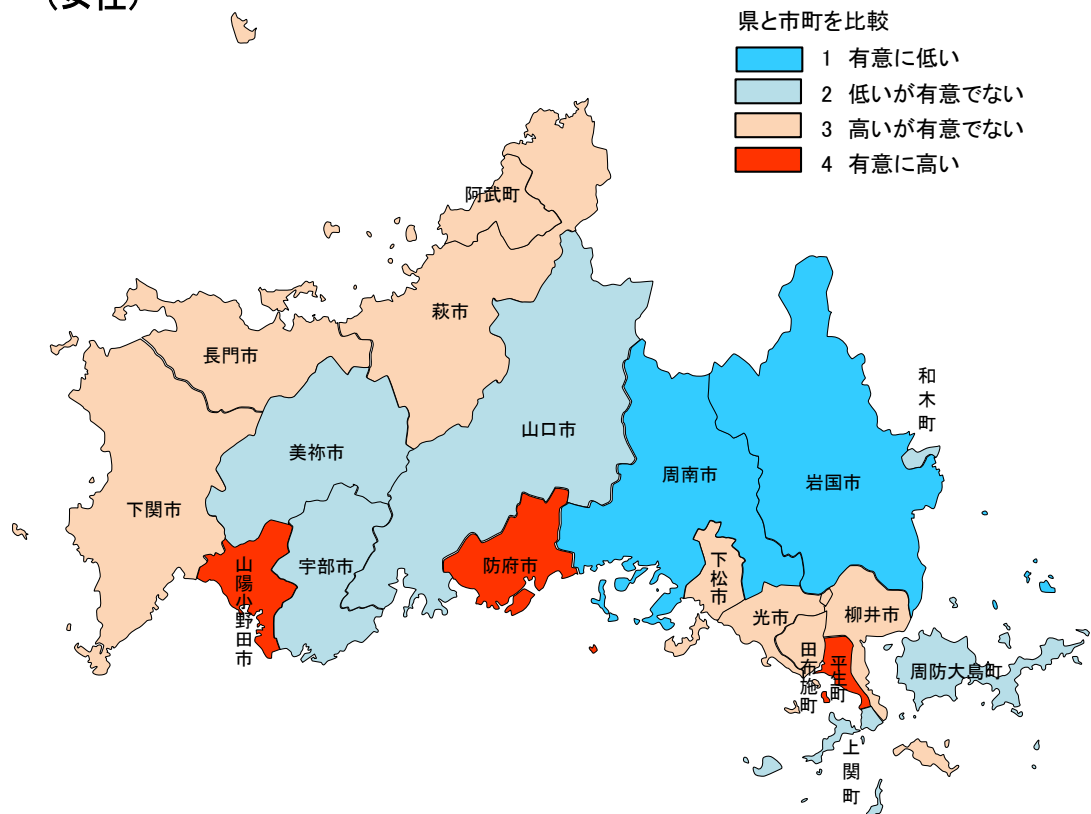 （女性）
県と市町を比較
1 有意に低い
2 低いが有意でない
3 高いが有意でない
4 有意に高い
阿武町
萩市
長門市
和木町
山口市
美祢市
周南市
岩国市
下関市
山陽小野田市
宇部市
防府市
下松市
光市
柳井市
田布施町
平生町
周防大島町
上関町